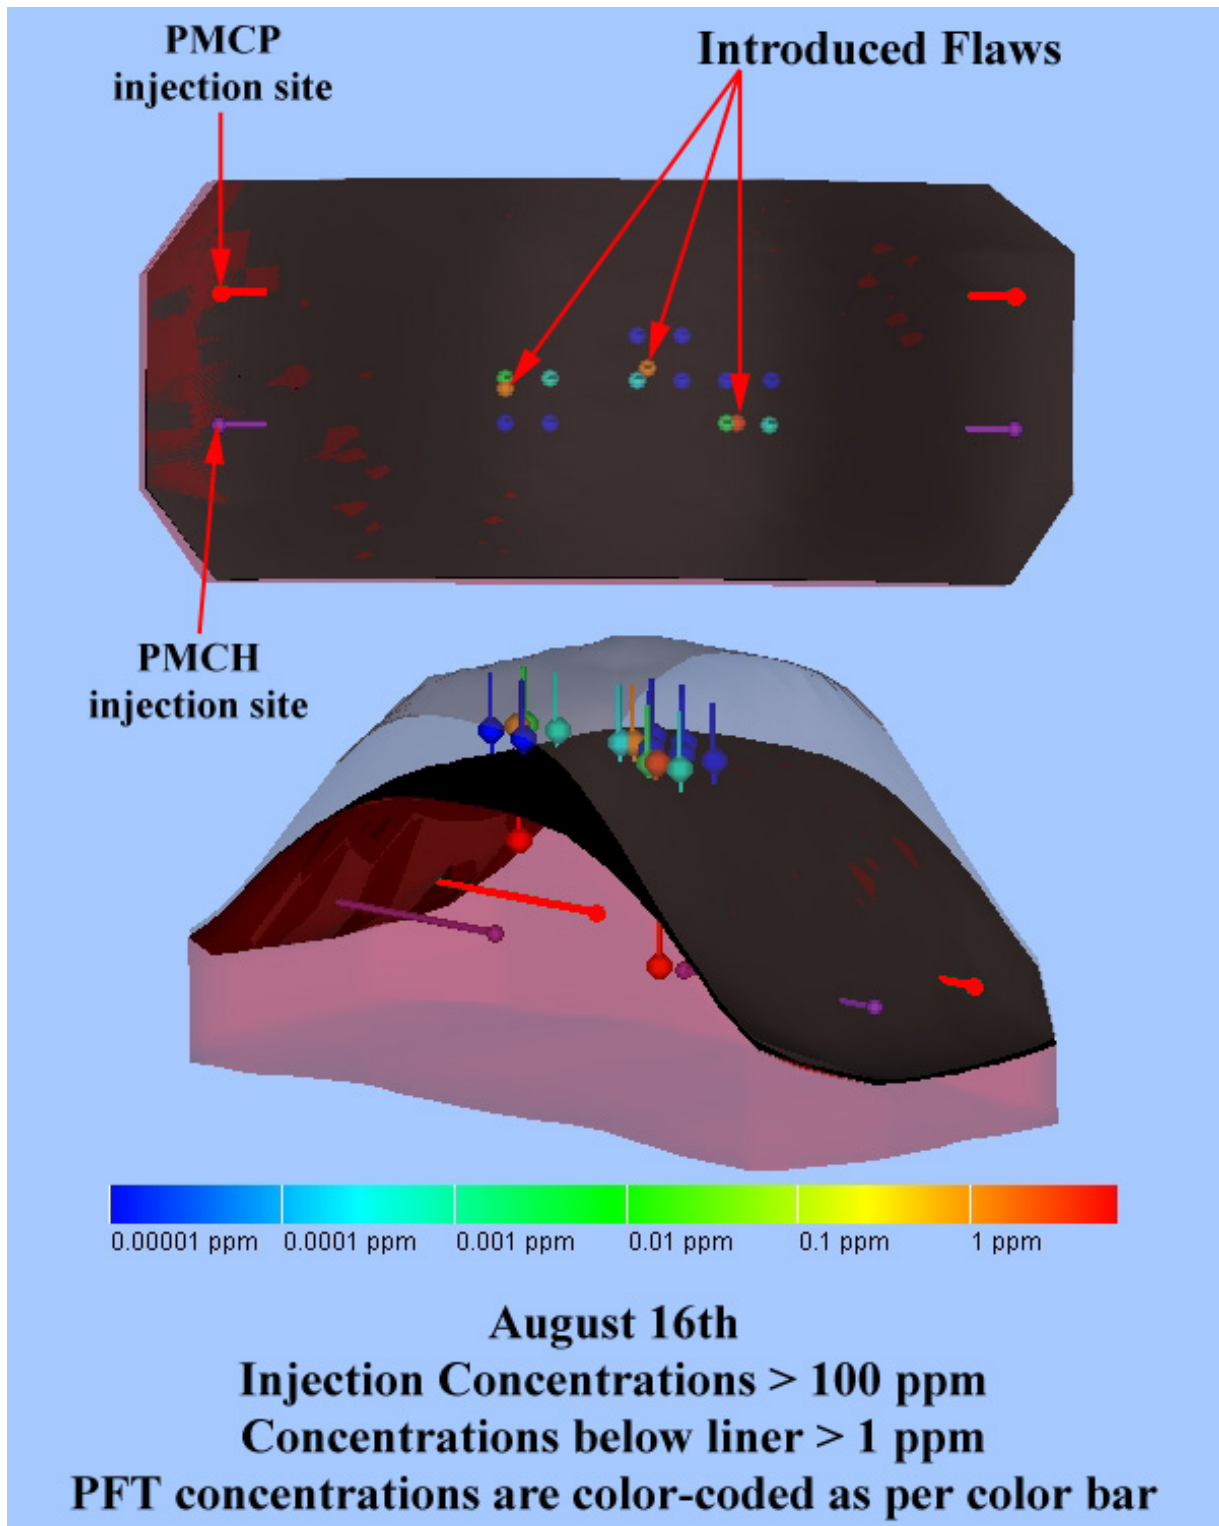 PMCP
injection site
Introduced Flaws
PMCH
injection site
0.00001 ppm 0.0001 ppm 0.001 ppm 0.01 ppm 0.1 ppm 1 ppm
August 16th
Injection Concentrations > 100 ppm
Concentrations below liner > 1 ppm
PFT concentrations are color-coded as per color bar